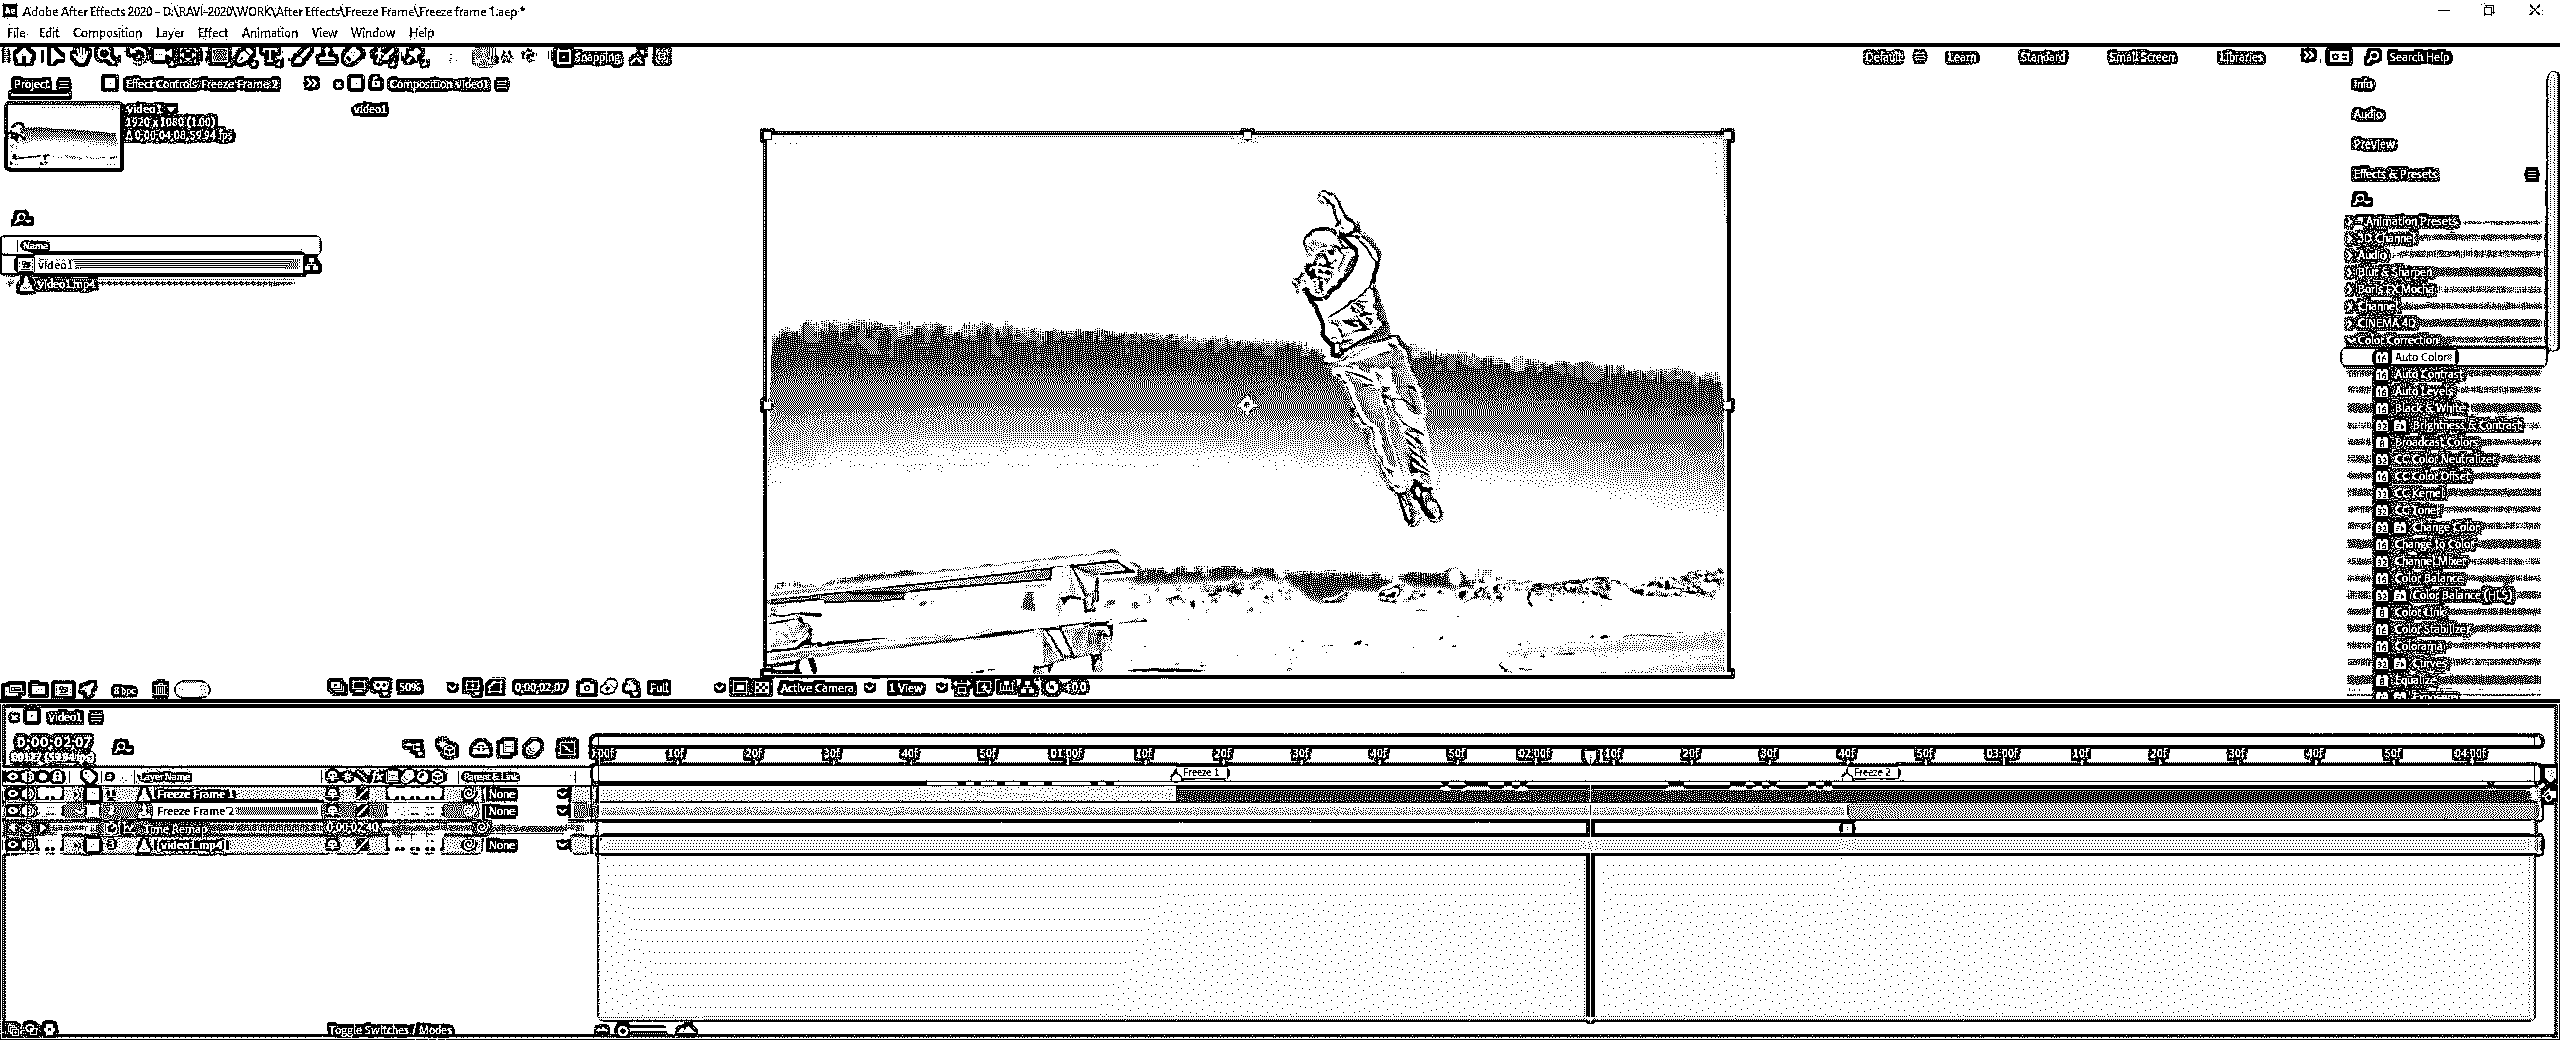 Adobe After Effects 2020 - D:\RAVI-2020\WORK\After Effects\Freeze Frame\Freeze frame 1.aep *
File Edit Composition Layer Effect Animation View Window Help
Snapping
Default Learn Standard Small Screen Libraries Search Help
Project Effect Controls Freeze Frame 2 Composition video1
video1
video1
1920 x 1080 (1.00)
Δ 0;00;04;08, 59.94 fps
Name
video1
video1.mp4
8 bpc
50% 0;00;02;07 Full Active Camera 1 View +0.0
Info
Audio
Preview
Effects & Presets
* Animation Presets
3D Channel
Audio
Blur & Sharpen
Boris FX Mocha
Channel
CINEMA 4D
Color Correction
Auto Color
Auto Contrast
Auto Levels
Black & White
Brightness & Contrast
Broadcast Colors
CC Color Neutralizer
CC Color Offset
CC Kernel
CC Toner
Change Color
Change to Color
Channel Mixer
Color Balance
Color Balance (HLS)
Color Link
Color Stabilizer
Colorama
Curves
Equalize
video1
0;00;02;07
:00f 10f 20f 30f 40f 50f 01:00f 10f 20f 30f 40f 50f 02:00f 10f 20f 30f 40f 50f 03:00f 10f 20f 30f 40f 50f 04:00f
Layer Name Parent & Link
Freeze 1 Freeze 2
1 Freeze Frame 1 None
Freeze Frame 2 None
Time Remap 0;00;02;40
3 [video1.mp4] None
Toggle Switches / Modes